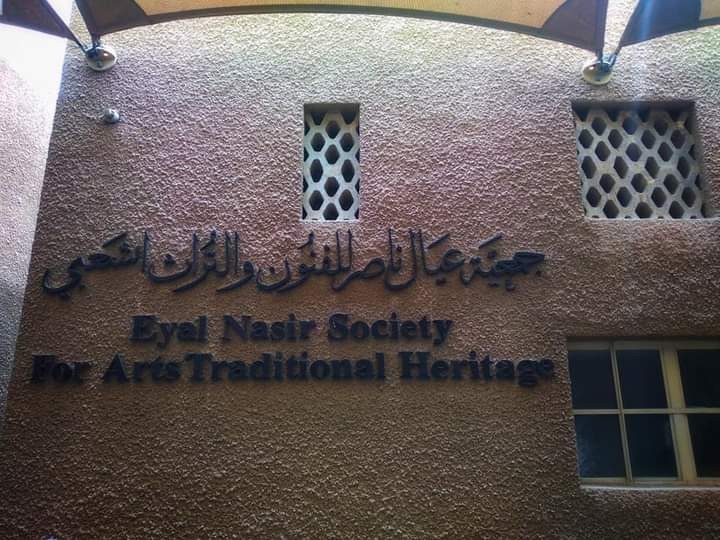 جمعية عيال ناصر للفنون والتراث الشعبي
Eyal Nasir Society
For Arts Traditional Heritage